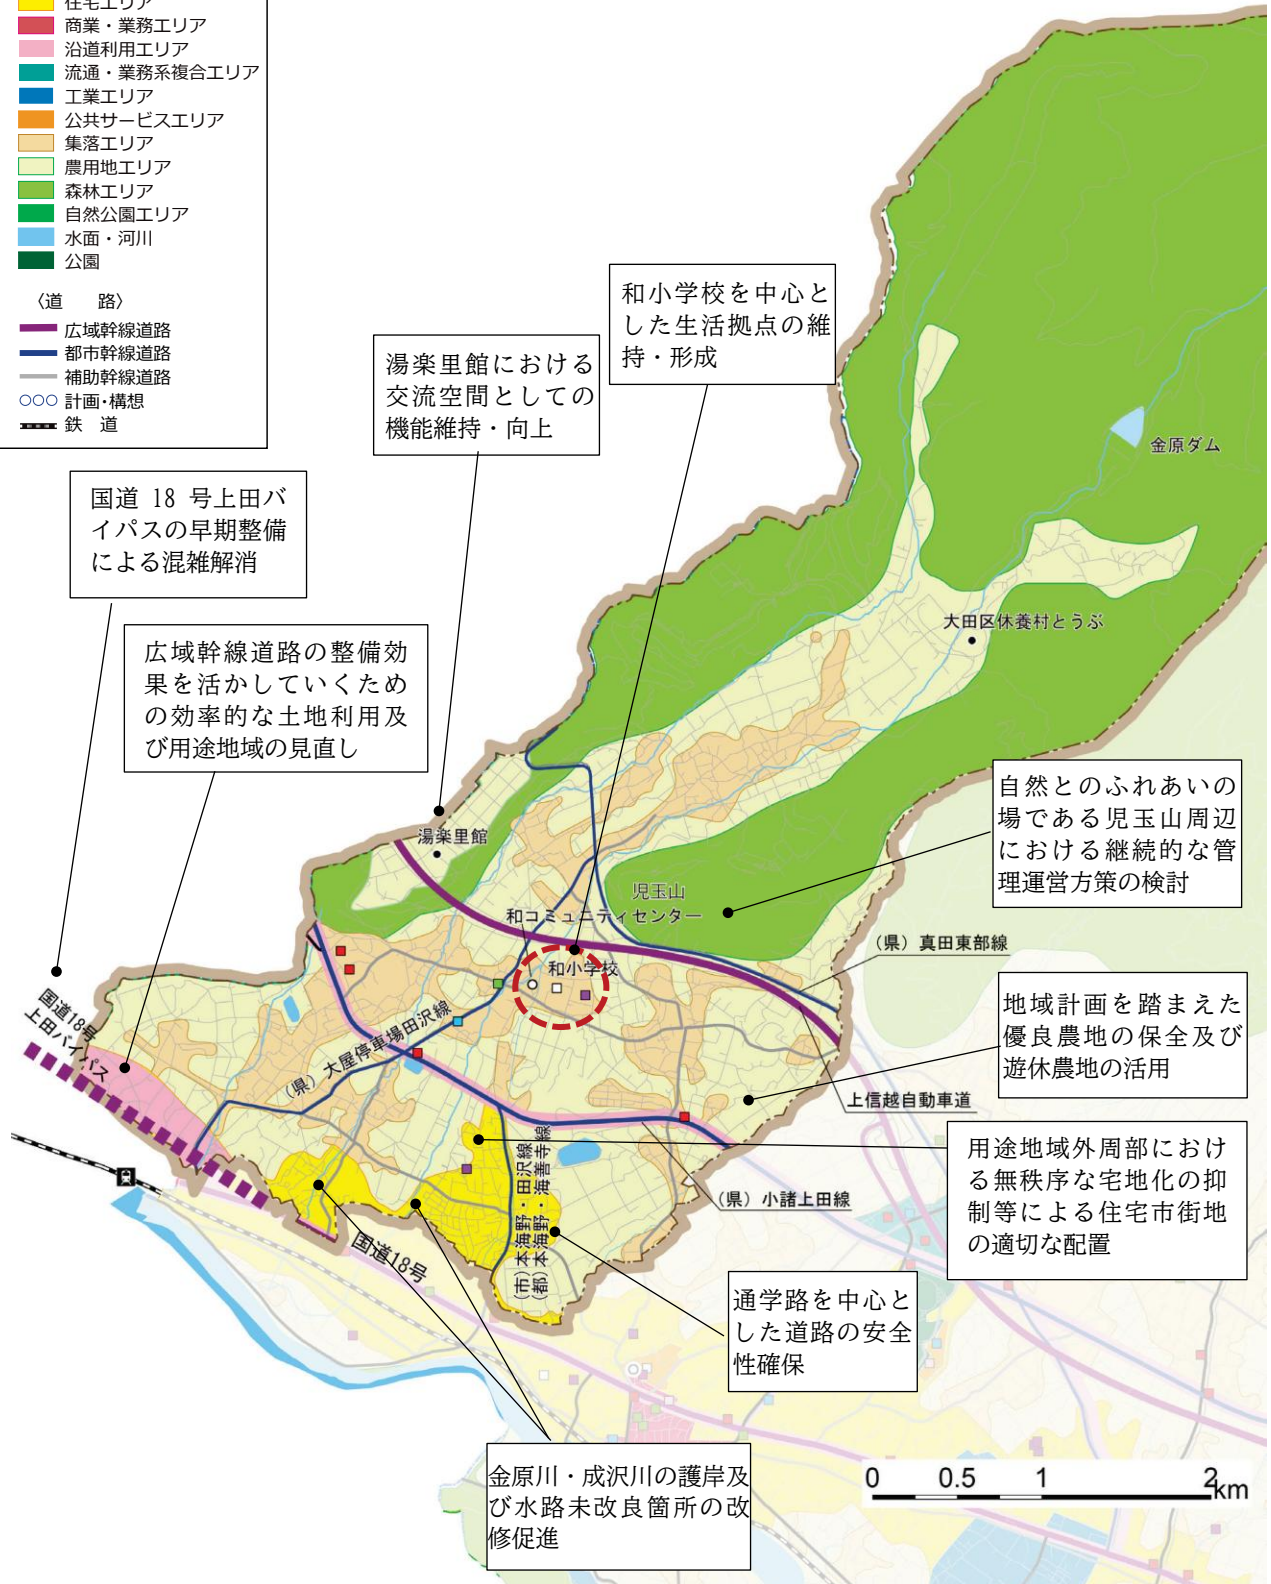 住宅エリア
商業・業務エリア
沿道利用エリア
流通・業務系複合エリア
工業エリア
公共サービスエリア
集落エリア
農用地エリア
森林エリア
自然公園エリア
水面・河川
公園
〈道　路〉
広域幹線道路
都市幹線道路
補助幹線道路
計画・構想
鉄　道
和小学校を中心と
した生活拠点の維
持・形成
湯楽里館における
交流空間としての
機能維持・向上
国道 18 号上田バ
イパスの早期整備
による混雑解消
広域幹線道路の整備効
果を活かしていくため
の効率的な土地利用及
び用途地域の見直し
金原ダム
大田区休養村とうぶ
自然とのふれあいの
場である児玉山周辺
における継続的な管
理運営方策の検討
湯楽里館
児玉山
和コミュニティセンター
和小学校
（県）真田東部線
地域計画を踏まえた
優良農地の保全及び
遊休農地の活用
国道18号
上田バイパス
（県）大屋停車場田沢線
上信越自動車道
用途地域外周部におけ
る無秩序な宅地化の抑
制等による住宅市街地
の適切な配置
(市)本海野・田沢線
(都)本海野・海善寺線
（県）小諸上田線
国道18号
通学路を中心と
した道路の安全
性確保
金原川・成沢川の護岸及
び水路未改良箇所の改
修促進
0 0.5 1 2 km